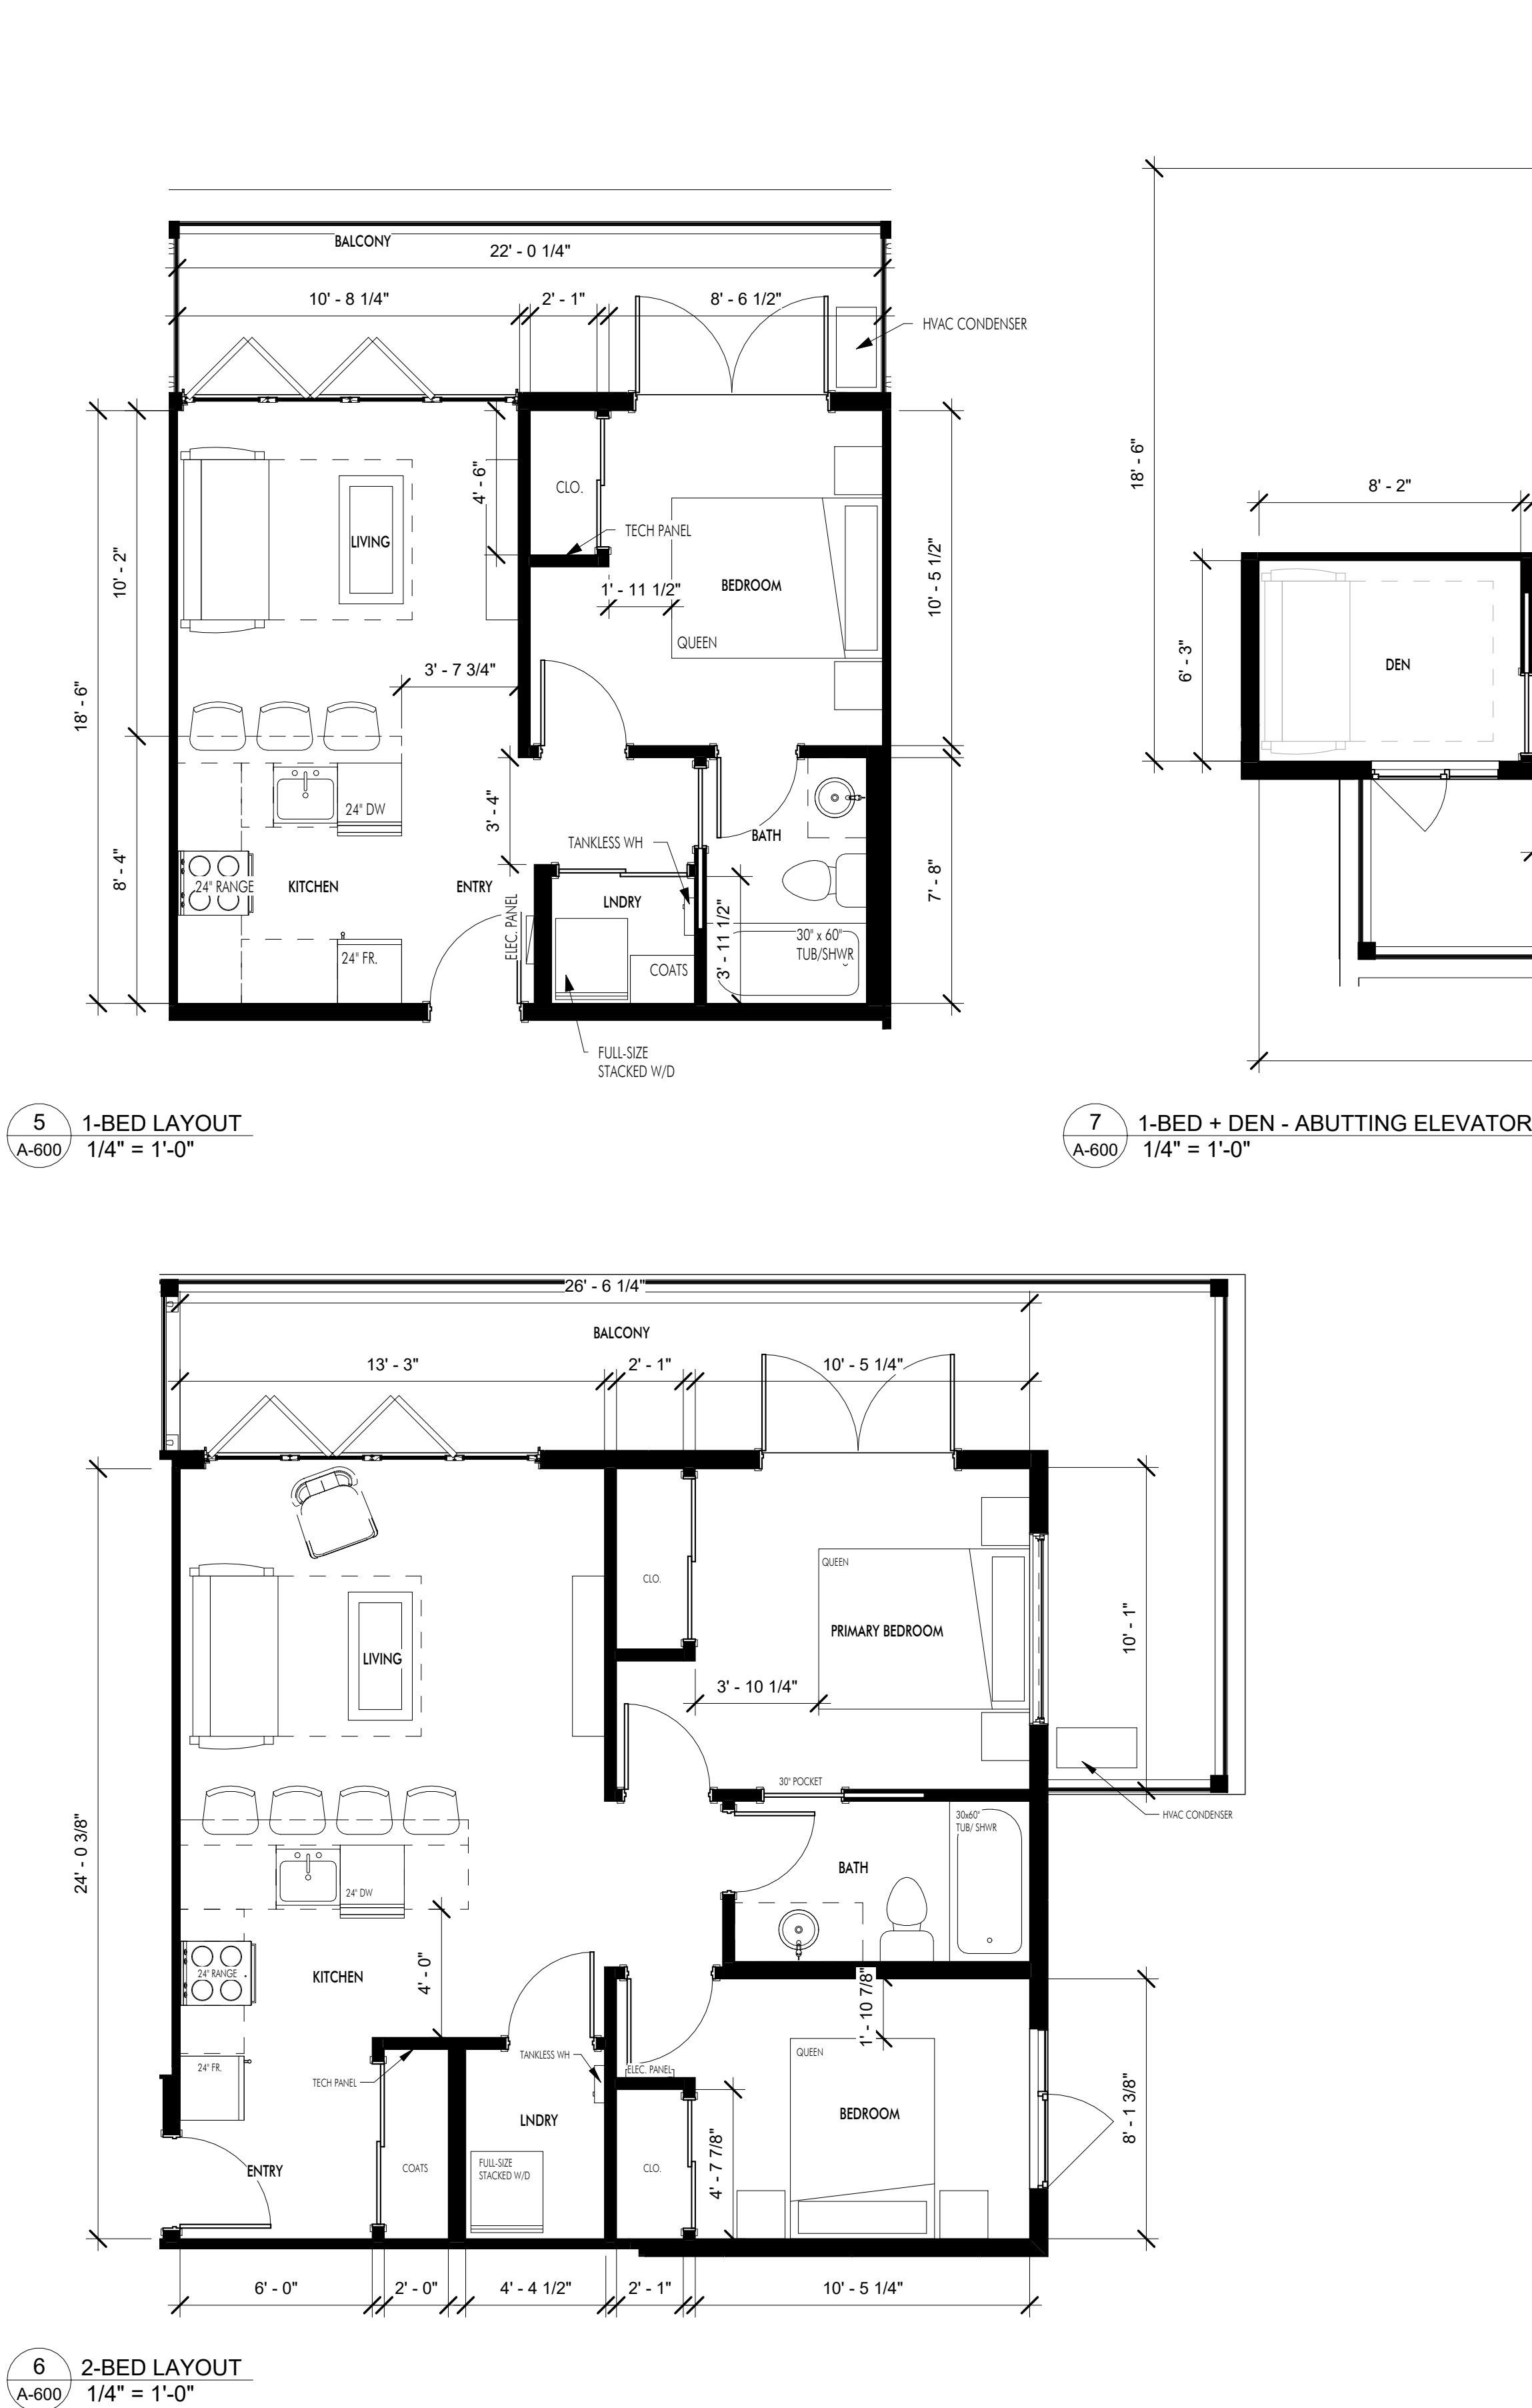 BALCONY
22' - 0 1/4"
10' - 8 1/4"
2' - 1"
8' - 6 1/2"
HVAC CONDENSER
4' - 6"
CLO.
TECH PANEL
LIVING
10' - 2"
18' - 6"
1' - 11 1/2"
BEDROOM
10' - 5 1/2"
QUEEN
3' - 7 3/4"
24" DW
3' - 4"
TANKLESS WH
BATH
8' - 4"
24" RANGE
KITCHEN
ENTRY
ELEC. PANEL
LNDRY
7' - 8"
3' - 11 1/2"
30" x 60"
TUB/SHWR
24" FR.
COATS
FULL-SIZE
STACKED W/D
5
A-600
1-BED LAYOUT
1/4" = 1'-0"
18' - 6"
8' - 2"
6' - 3"
DEN
7
A-600
1-BED + DEN - ABUTTING ELEVATOR
1/4" = 1'-0"
26' - 6 1/4"
BALCONY
13' - 3"
2' - 1"
10' - 5 1/4"
CLO.
QUEEN
PRIMARY BEDROOM
10' - 1"
LIVING
3' - 10 1/4"
30" POCKET
HVAC CONDENSER
24' - 0 3/8"
30x60"
TUB/ SHWR
BATH
24" DW
4' - 0"
24" RANGE
KITCHEN
1' - 10 7/8"
TANKLESS WH
ELEC. PANEL
QUEEN
24" FR.
TECH PANEL
LNDRY
BEDROOM
8' - 1 3/8"
4' - 7 7/8"
ENTRY
COATS
FULL-SIZE
STACKED W/D
CLO.
6' - 0"
2' - 0"
4' - 4 1/2"
2' - 1"
10' - 5 1/4"
6
A-600
2-BED LAYOUT
1/4" = 1'-0"